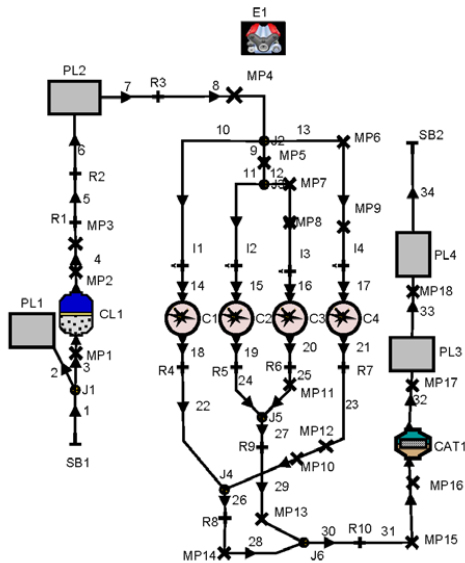 E1
PL2
7
R3
8
MP4
6
10
J2
13
MP6
SB2
9
MP5
11
12
J3
MP7
R2
5
R1
MP3
MP8
MP9
34
4
MP2
I1
I2
I3
I4
PL4
PL1
CL1
14
15
16
17
MP18
33
C1
C2
C3
C4
MP1
3
2
J1
18
19
20
21
PL3
R4
R5
R6
R7
24
25
MP11
MP17
32
1
22
23
J5
27
MP12
SB1
R9
MP10
CAT1
J4
26
29
MP16
R8
MP13
MP14
28
30
R10
31
MP15
J6